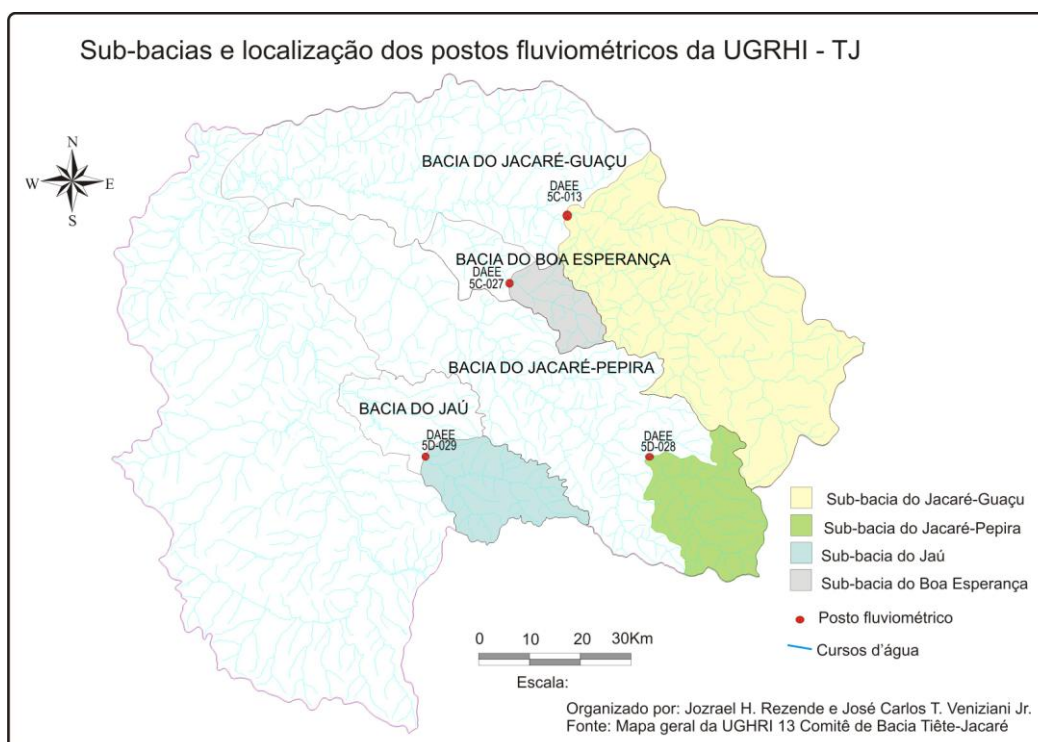 Sub-bacias e localização dos postos fluviométricos da UGRHI - TJ
N
W
E
S
BACIA DO JACARÉ-GUAÇU
DAEE
5C-013
BACIA DO BOA ESPERANÇA
DAEE
5C-027
BACIA DO JACARÉ-PEPIRA
BACIA DO JAÚ
DAEE
5D-029
DAEE
5D-028
Sub-bacia do Jacaré-Guaçu
Sub-bacia do Jacaré-Pepira
Sub-bacia do Jaú
Sub-bacia do Boa Esperança
Posto fluviométrico
Cursos d'água
0 10 20 30Km
Escala:
Organizado por: Jozrael H. Rezende e José Carlos T. Veniziani Jr.
Fonte: Mapa geral da UGHRI 13 Comitê de Bacia Tiête-Jacaré